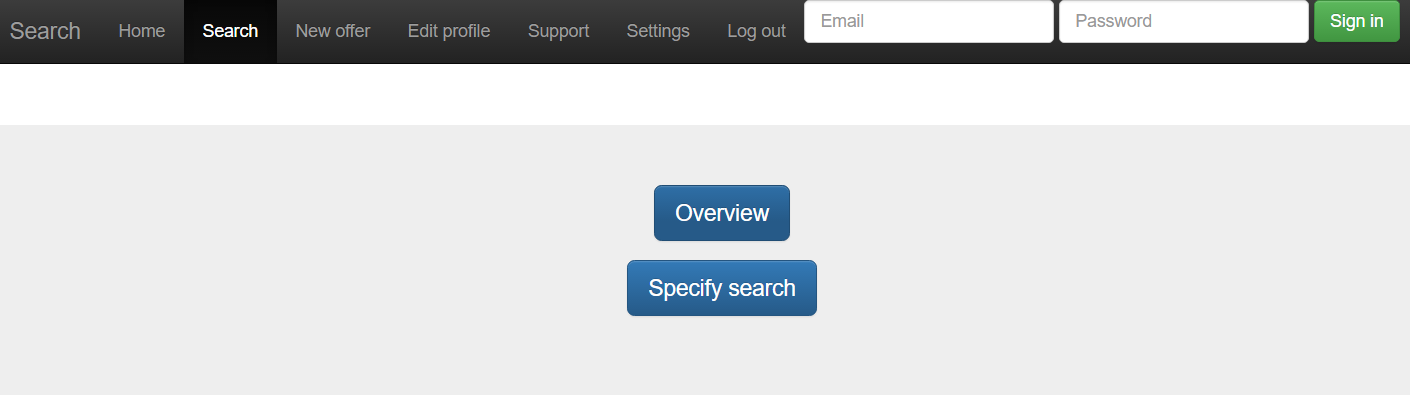 Search Home Search New offer Edit profile Support Settings Log out Email Password Sign in
Overview
Specify search